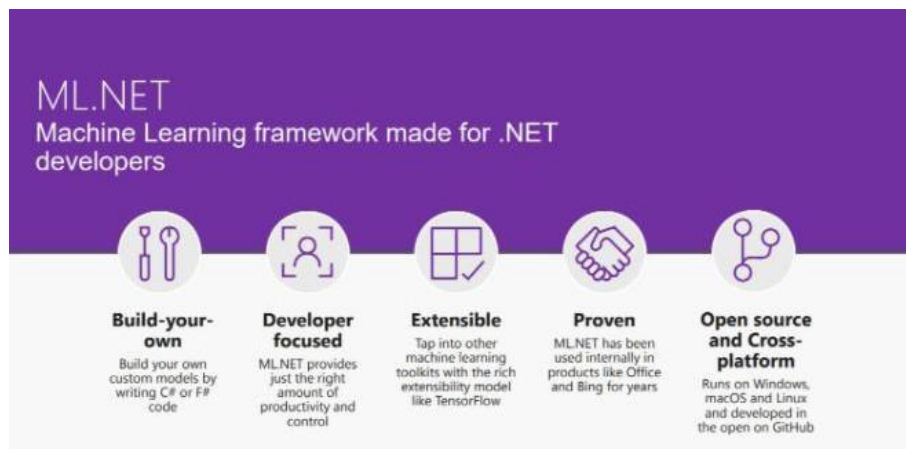 ML.NET
Machine Learning framework made for .NET
developers
Build-your-
own
Build your own
custom models by
writing C# or F#
code
Developer
focused
ML.NET provides
just the right
amount of
productivity and
control
Extensible
Tap into other
machine learning
toolkits with the rich
extensibility model
like TensorFlow
Proven
ML.NET has been
used internally in
products like Office
and Bing for years
Open source
and Cross-
platform
Runs on Windows,
macOS and Linux
and developed in
the open on GitHub